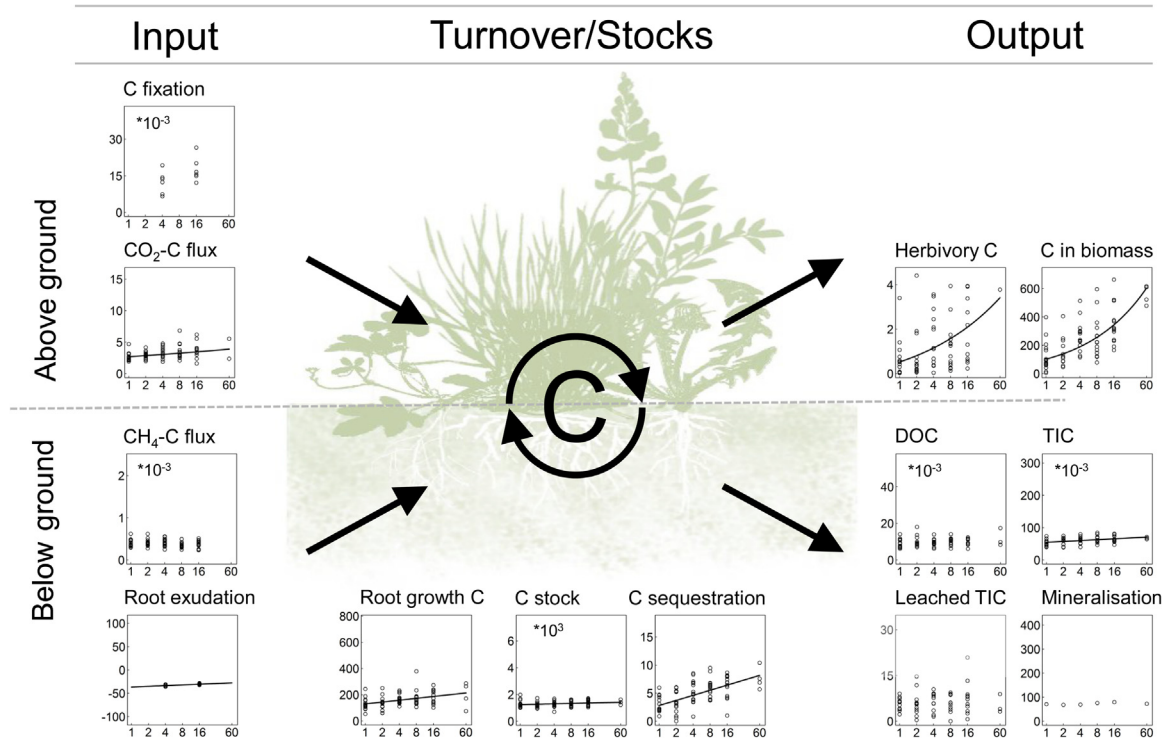 Input Turnover/Stocks Output
Above ground
Below ground
C fixation
*10-3
30
15
0
1 2 4 8 16 60
CO2-C flux
15
10
5
0
1 2 4 8 16 60
Herbivory C
4
2
0
1 2 4 8 16 60
C in biomass
600
400
200
0
1 2 4 8 16 60
C
CH4-C flux
*10-3
2
1
0
1 2 4 8 16 60
DOC
*10-3
40
20
0
1 2 4 8 16 60
TIC
*10-3
300
200
100
0
1 2 4 8 16 60
Root exudation
100
50
0
-50
-100
1 2 4 8 16 60
Root growth C
800
600
400
200
0
1 2 4 8 16 60
C stock
*103
6
4
2
0
1 2 4 8 16 60
C sequestration
15
10
5
0
1 2 4 8 16 60
Leached TIC
30
15
0
1 2 4 8 16 60
Mineralisation
400
300
200
100
0
1 2 4 8 16 60